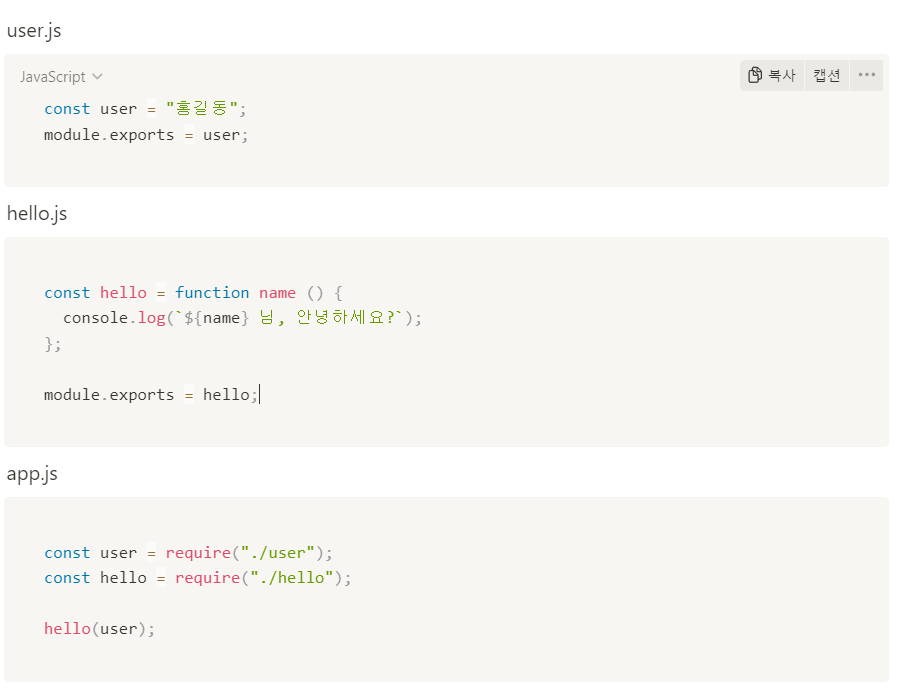 user.js
JavaScript
복사 캡션
const user = "홍길동";
module.exports = user;
hello.js
const hello = function name () {
  console.log(`${name} 님, 안녕하세요?`);
};
module.exports = hello;
app.js
const user = require("./user");
const hello = require("./hello");
hello(user);